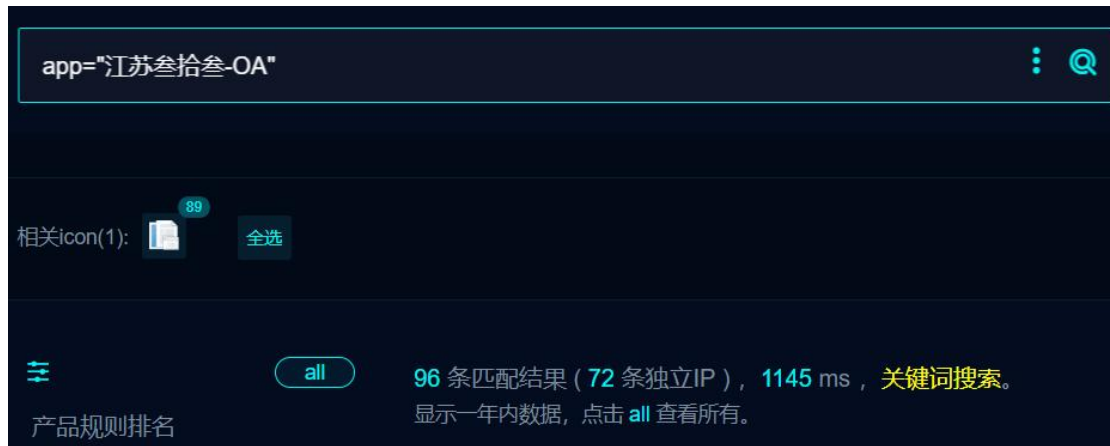 app="江苏叁拾叁-OA"
89
相关icon(1):
全选
all
96 条匹配结果 ( 72 条独立IP ) ，1145 ms ，关键词搜索。
显示一年内数据，点击 all 查看所有。
产品规则排名